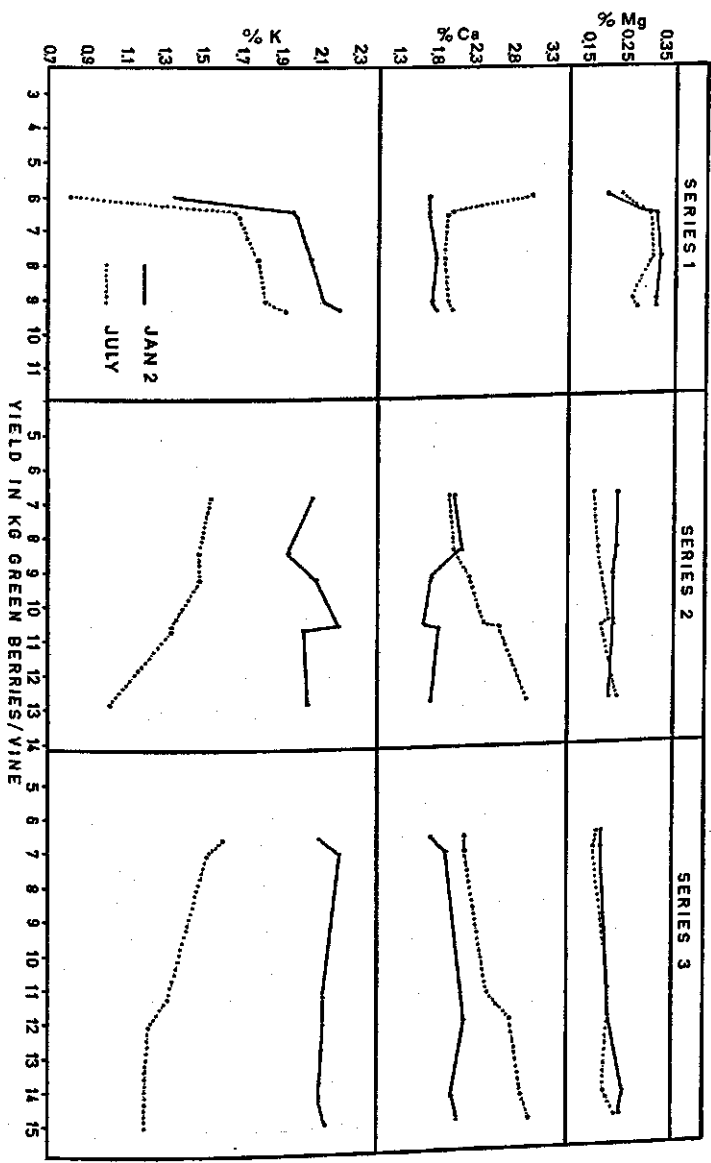 SERIES 1
SERIES 2
SERIES 3
% Mg
0.35
0.25
0.15
% Ca
3.3
2.8
2.3
1.8
1.3
% K
2.3
2.1
1.9
1.7
1.5
1.3
1.1
0.9
0.7
JAN 2
JULY
3 4 5 6 7 8 9 10 11 5 6 7 8 9 10 11 12 13 14 5 6 7 8 9 10 11 12 13 14 15
YIELD IN KG GREEN BERRIES/VINE